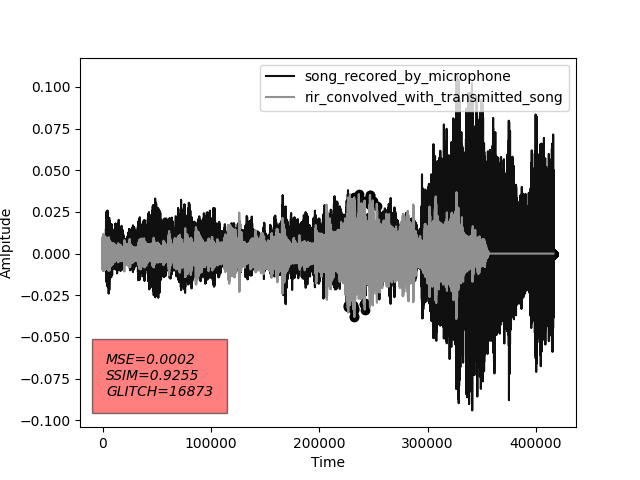 song_recored_by_microphone
rir_convolved_with_transmitted_song
0.100
0.075
0.050
0.025
0.000
−0.025
−0.050
−0.075
−0.100
Amlpitude
MSE=0.0002
SSIM=0.9255
GLITCH=16873
0 100000 200000 300000 400000
Time